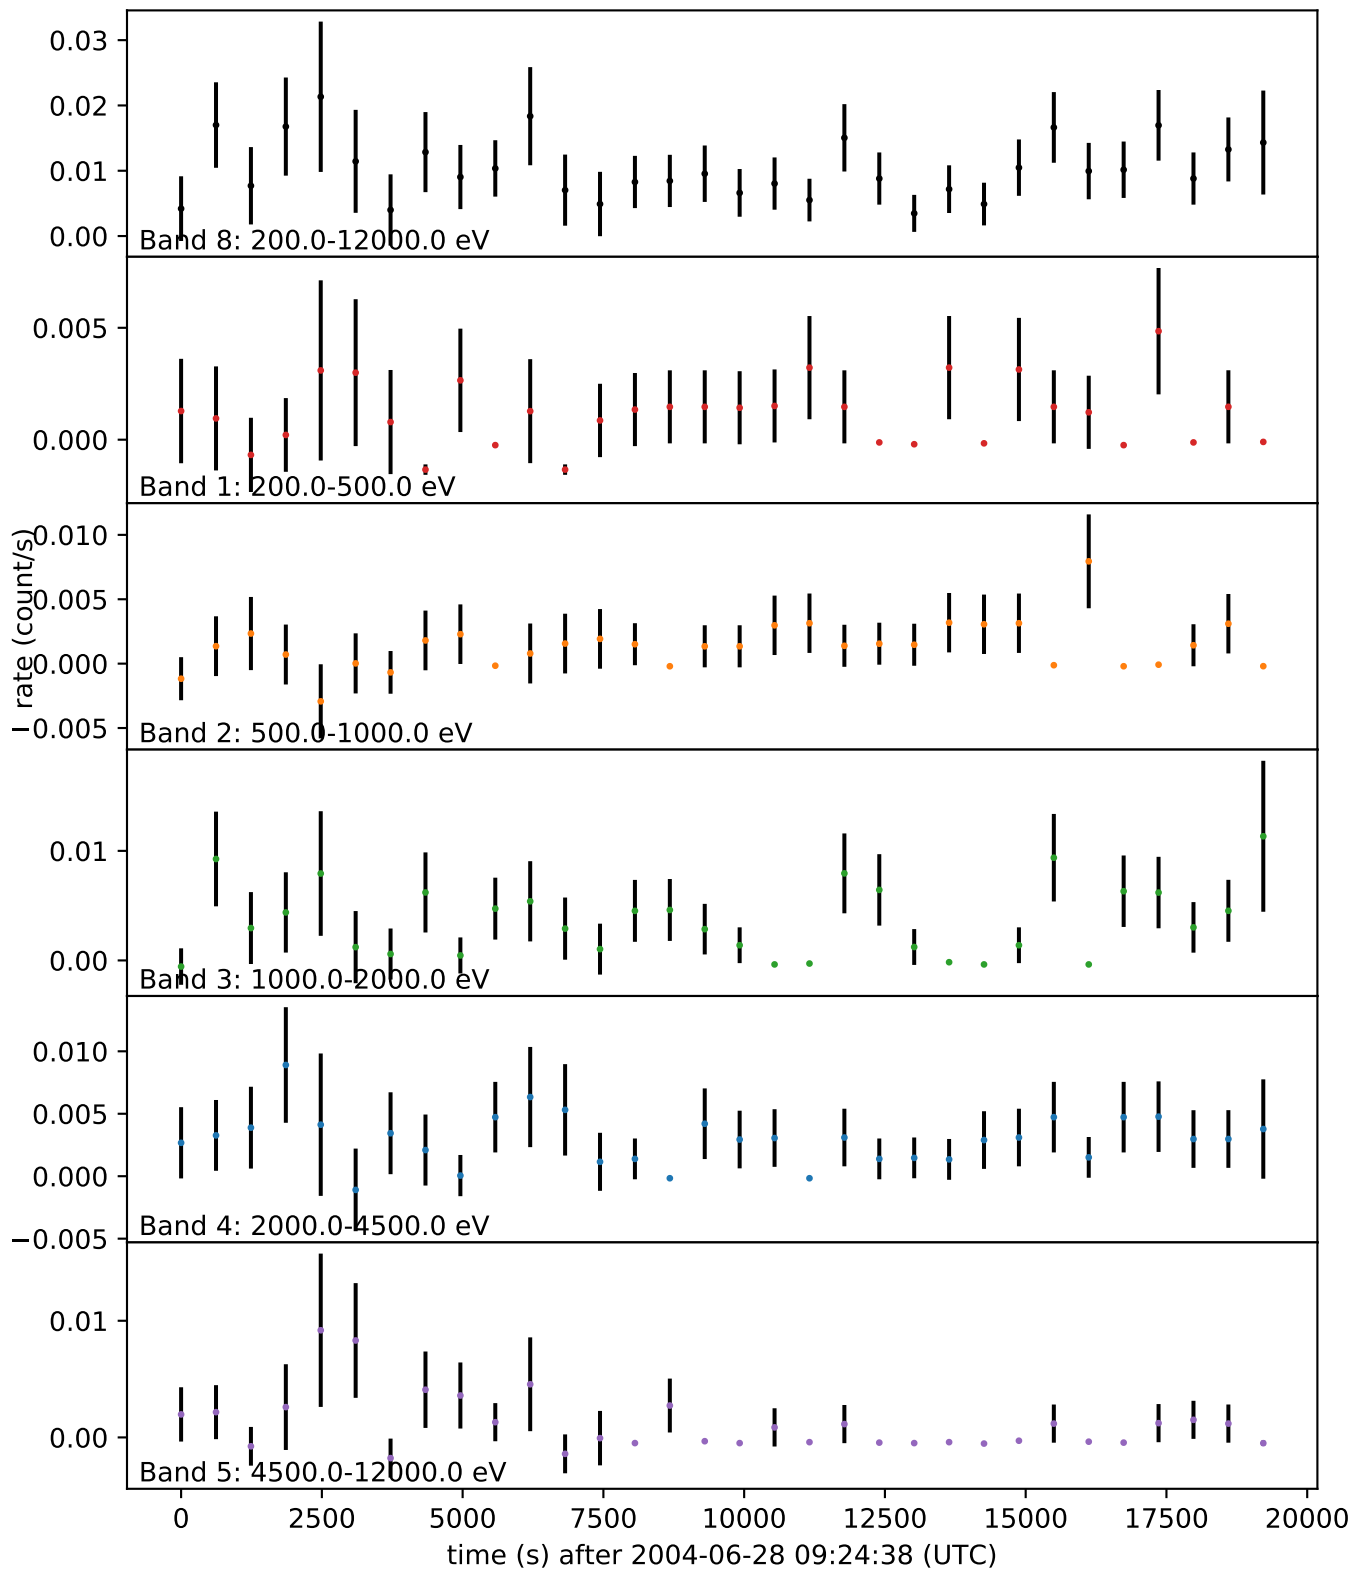 0.03
0.02
0.01
0.00
Band 8: 200.0-12000.0 eV
0.005
0.000
Band 1: 200.0-500.0 eV
rate (count/s)
0.010
0.005
0.000
−0.005
Band 2: 500.0-1000.0 eV
0.01
0.00
Band 3: 1000.0-2000.0 eV
0.010
0.005
0.000
−0.005
Band 4: 2000.0-4500.0 eV
0.01
0.00
Band 5: 4500.0-12000.0 eV
0 2500 5000 7500 10000 12500 15000 17500 20000
time (s) after 2004-06-28 09:24:38 (UTC)